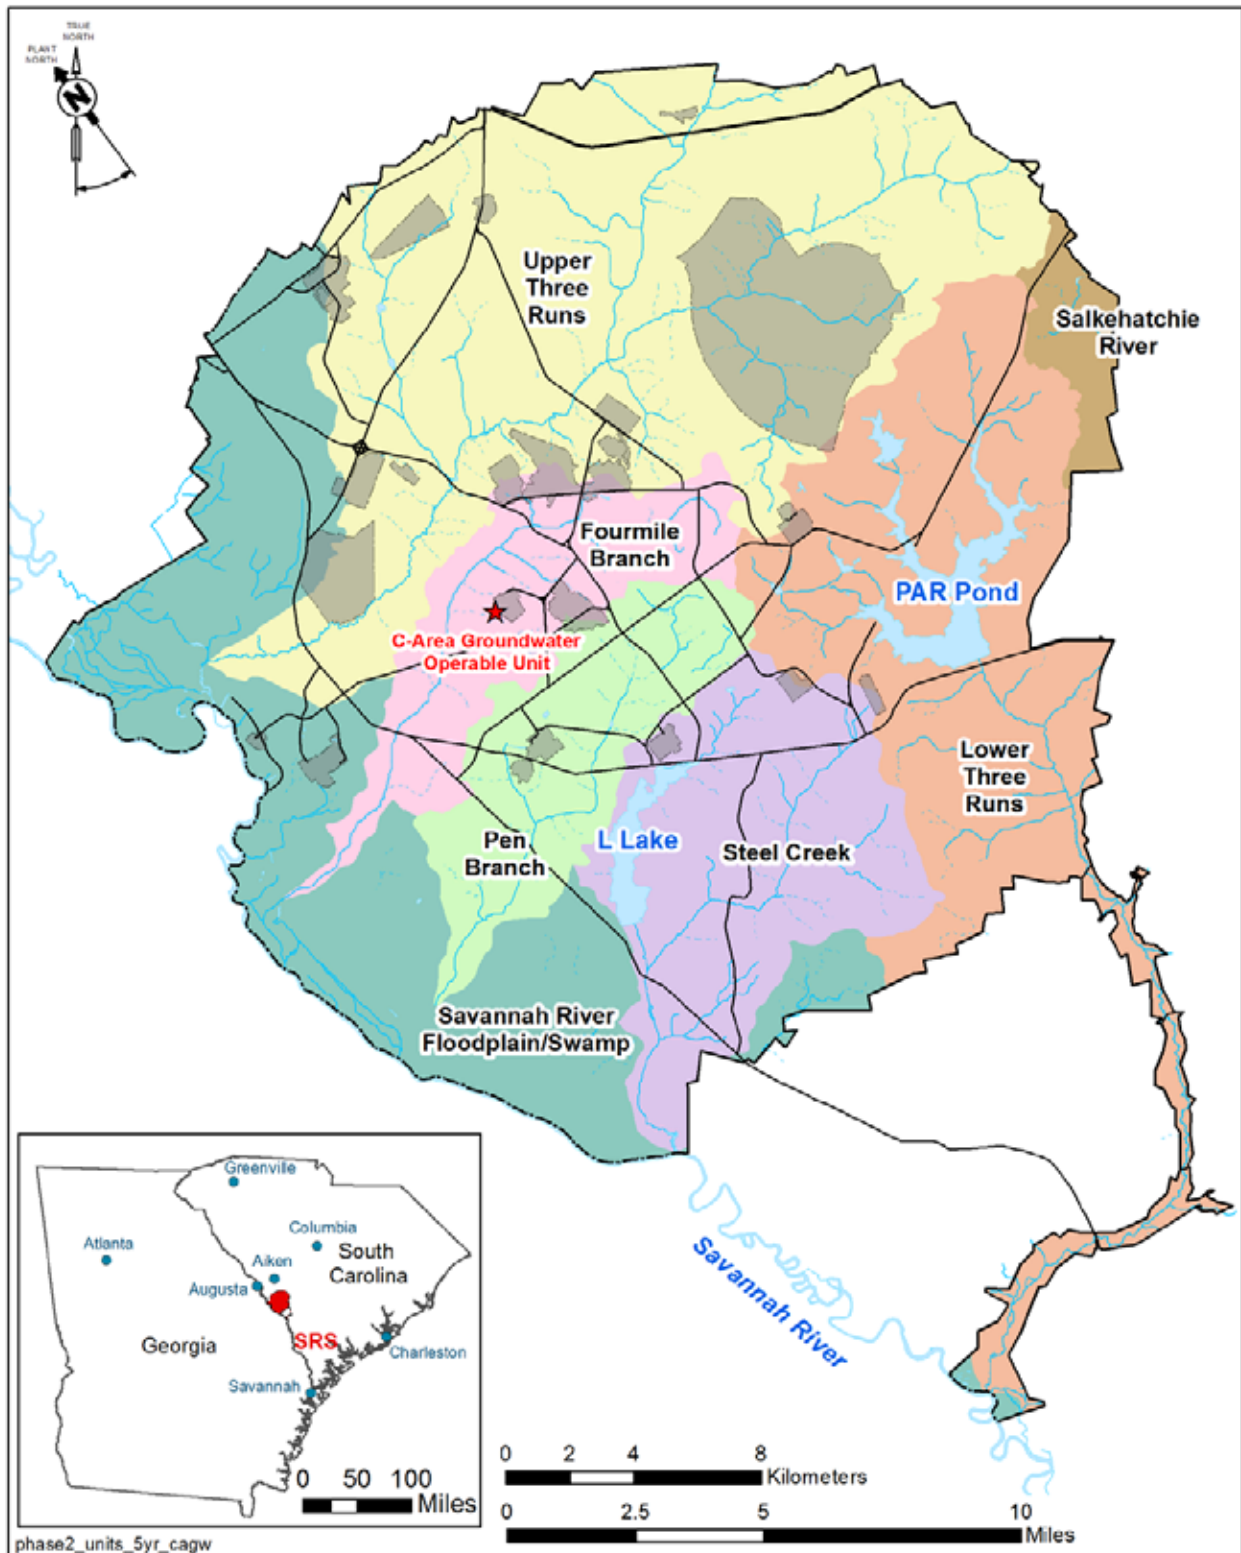 TRUE
NORTH
PLANT
NORTH
N
Upper
Three
Runs
Salkehatchie
River
Fourmile
Branch
PAR Pond
C-Area Groundwater
Operable Unit
Lower
Three
Runs
Pen
Branch
L Lake
Steel Creek
Savannah River
Floodplain/Swamp
Savannah River
Greenville
Columbia
Atlanta
South
Carolina
Aiken
Augusta
Georgia
SRS
Charleston
Savannah
0 50 100
Miles
0 2 4 8
Kilometers
0 2.5 5 10
Miles
phase2_units_5yr_cagw